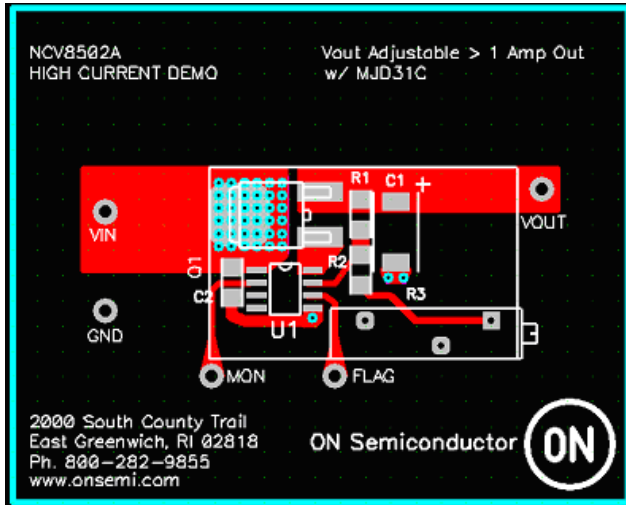 NCV8502A
HIGH CURRENT DEMO
Vout Adjustable > 1 Amp Out
w/ MJD31C
R1
C1
+
VIN
VOUT
Q1
R2
C2
R3
GND
U1
MON
FLAG
2000 South County Trail
East Greenwich, RI 02818
Ph. 800-282-9855
www.onsemi.com
ON Semiconductor
ON